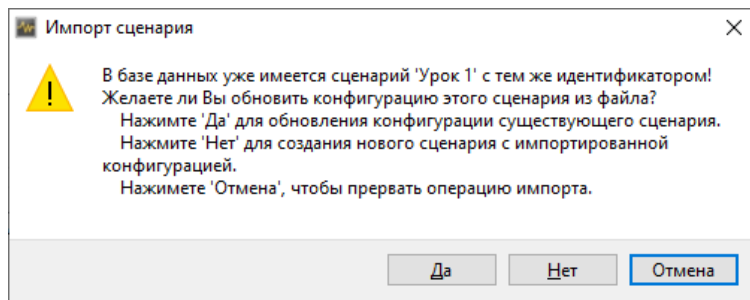 Импорт сценария
В базе данных уже имеется сценарий 'Урок 1' с тем же идентификатором!
Желаете ли Вы обновить конфигурацию этого сценария из файла?
Нажимте 'Да' для обновления конфигурации существующего сценария.
Нажмите 'Нет' для создания нового сценария с импортированной
конфигурацией.
Нажимете 'Отмена', чтобы прервать операцию импорта.
Да
Нет
Отмена